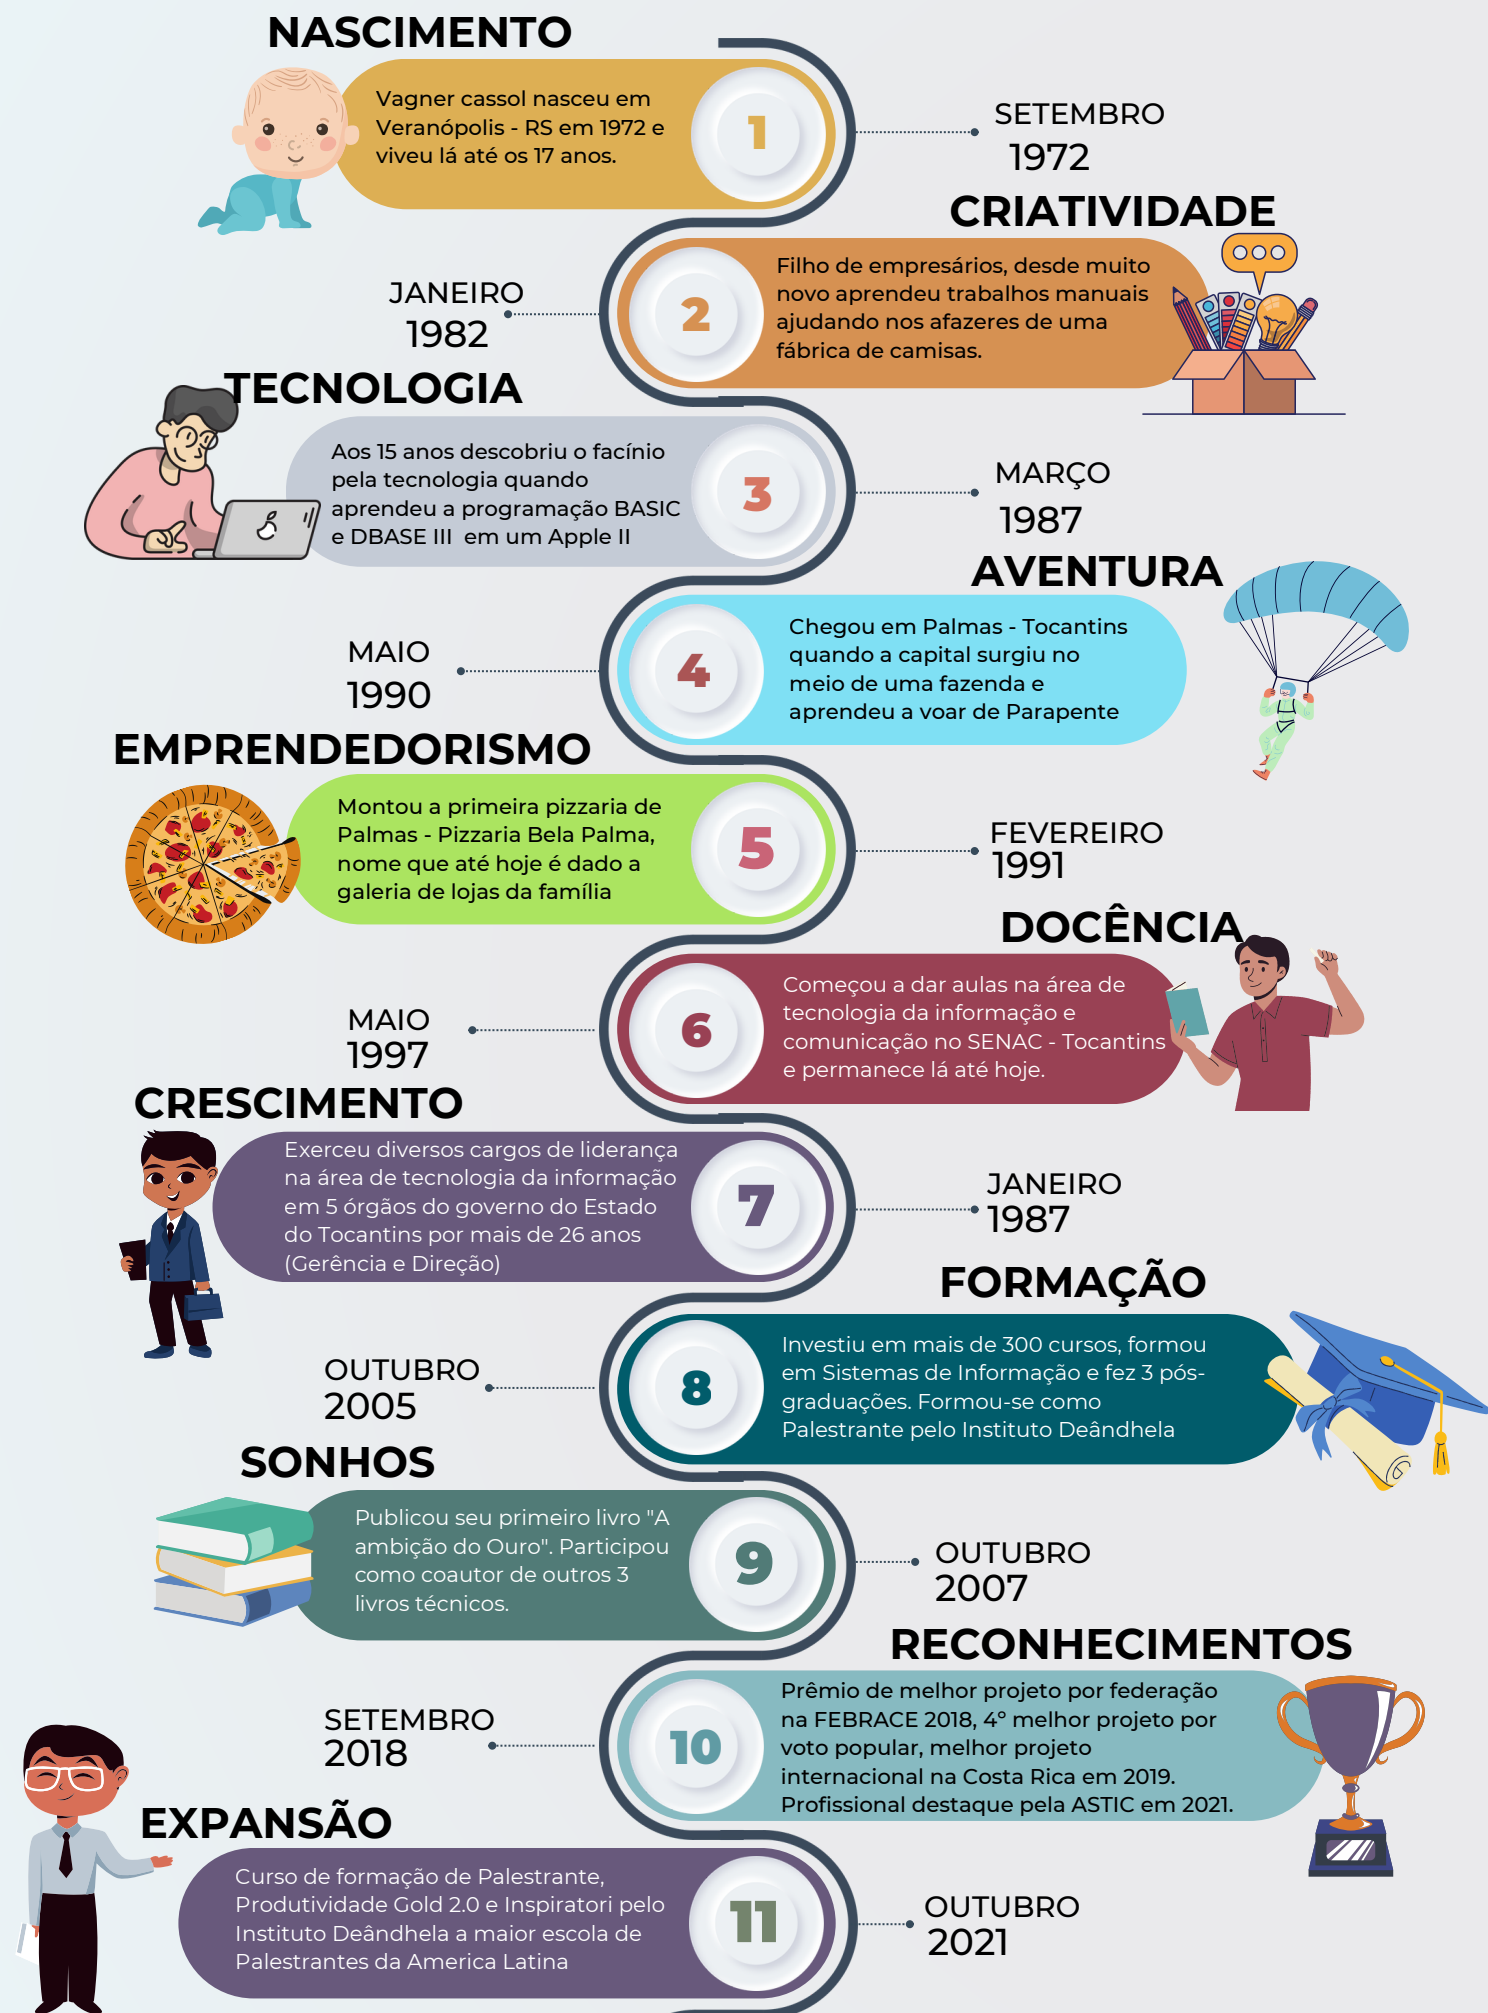 NASCIMENTO
Vagner cassol nasceu em
Veranópolis - RS em 1972 e
viveu lá até os 17 anos.
1
SETEMBRO
1972
CRIATIVIDADE
Filho de empresários, desde muito
novo aprendeu trabalhos manuais
ajudando nos afazeres de uma
fábrica de camisas.
2
JANEIRO
1982
TECNOLOGIA
Aos 15 anos descobriu o facínio
pela tecnologia quando
aprendeu a programação BASIC
e DBASE III em um Apple II
3
MARÇO
1987
AVENTURA
Chegou em Palmas - Tocantins
quando a capital surgiu no
meio de uma fazenda e
aprendeu a voar de Parapente
4
MAIO
1990
EMPRENDEDORISMO
Montou a primeira pizzaria de
Palmas - Pizzaria Bela Palma,
nome que até hoje é dado a
galeria de lojas da família
5
FEVEREIRO
1991
DOCÊNCIA
Começou a dar aulas na área de
tecnologia da informação e
comunicação no SENAC - Tocantins
e permanece lá até hoje.
6
MAIO
1997
CRESCIMENTO
Exerceu diversos cargos de liderança
na área de tecnologia da informação
em 5 órgãos do governo do Estado
do Tocantins por mais de 26 anos
(Gerência e Direção)
7
JANEIRO
1987
FORMAÇÃO
Investiu em mais de 300 cursos, formou
em Sistemas de Informação e fez 3 pós-
graduações. Formou-se como
Palestrante pelo Instituto Deândhela
8
OUTUBRO
2005
SONHOS
Publicou seu primeiro livro "A
ambição do Ouro". Participou
como coautor de outros 3
livros técnicos.
9
OUTUBRO
2007
RECONHECIMENTOS
Prêmio de melhor projeto por federação
na FEBRACE 2018, 4º melhor projeto por
voto popular, melhor projeto
internacional na Costa Rica em 2019.
Profissional destaque pela ASTIC em 2021.
10
SETEMBRO
2018
EXPANSÃO
Curso de formação de Palestrante,
Produtividade Gold 2.0 e Inspiratori pelo
Instituto Deândhela a maior escola de
Palestrantes da America Latina
11
OUTUBRO
2021